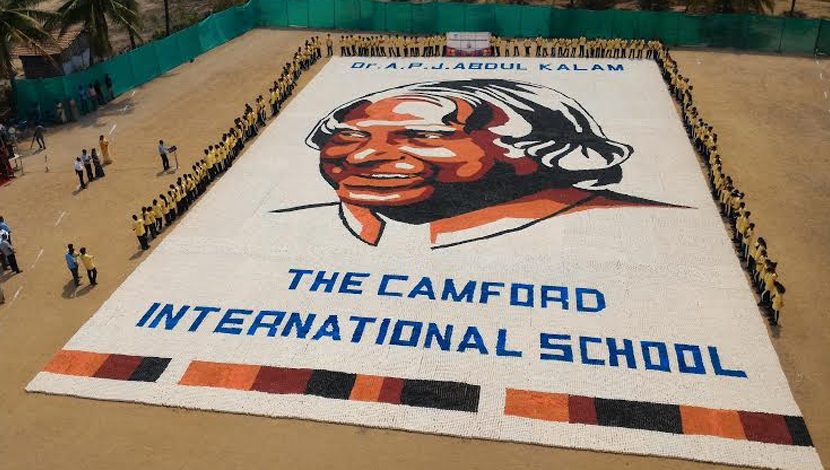 Dr. A.P.J. ABDUL KALAM
THE CAMFORD
INTERNATIONAL SCHOOL